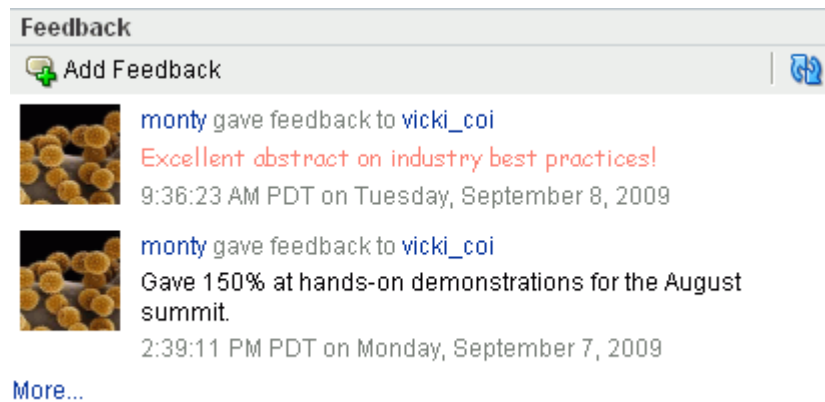 Feedback
Add Feedback
monty gave feedback to vicki_coi
Excellent abstract on industry best practices!
9:36:23 AM PDT on Tuesday, September 8, 2009
monty gave feedback to vicki_coi
Gave 150% at hands-on demonstrations for the August
summit.
2:39:11 PM PDT on Monday, September 7, 2009
More...